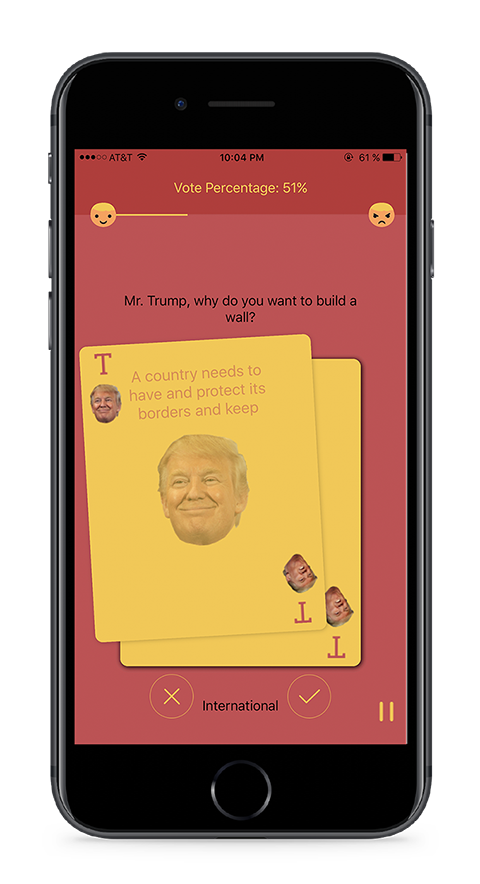 AT&T 10:04 PM 61 %
Vote Percentage: 51%
Mr. Trump, why do you want to build a
wall?
T
A country needs to
have and protect its
borders and keep
T
T
International